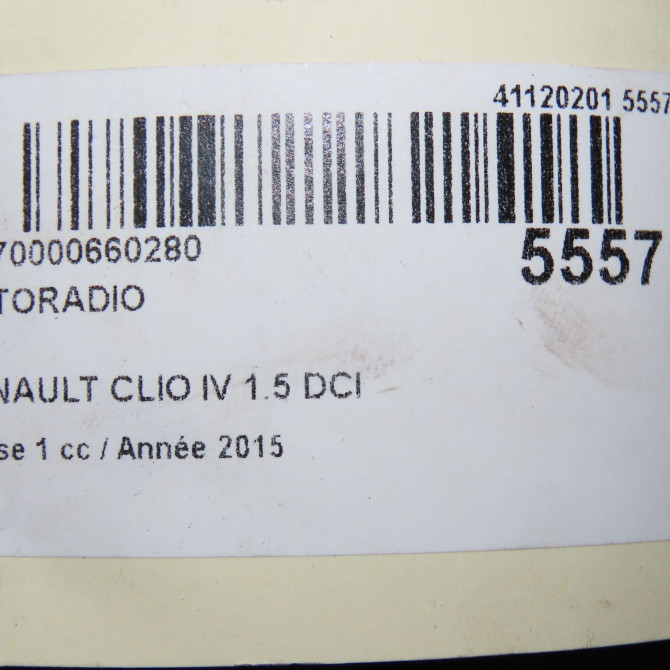 41120201 5557
70000660280
5557
TORADIO
NAULT CLIO IV 1.5 DCI
se 1 cc / Année 2015